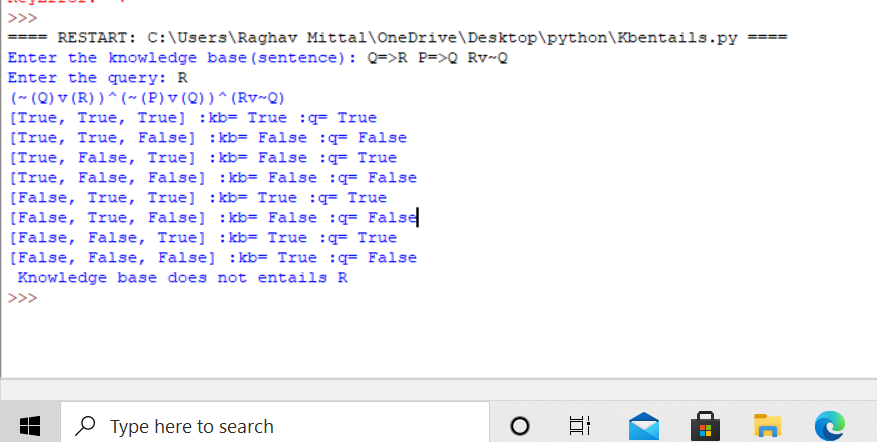 >>>
==== RESTART: C:\Users\Raghav Mittal\OneDrive\Desktop\python\Kbentails.py ====
Enter the knowledge base(sentence): Q=>R P=>Q Rv~Q
Enter the query: R
(~(Q)v(R))^(~(P)v(Q))^(Rv~Q)
[True, True, True] :kb= True :q= True
[True, True, False] :kb= False :q= False
[True, False, True] :kb= False :q= True
[True, False, False] :kb= False :q= False
[False, True, True] :kb= True :q= True
[False, True, False] :kb= False :q= False
[False, False, True] :kb= True :q= True
[False, False, False] :kb= True :q= False
 Knowledge base does not entails R
>>>
Type here to search